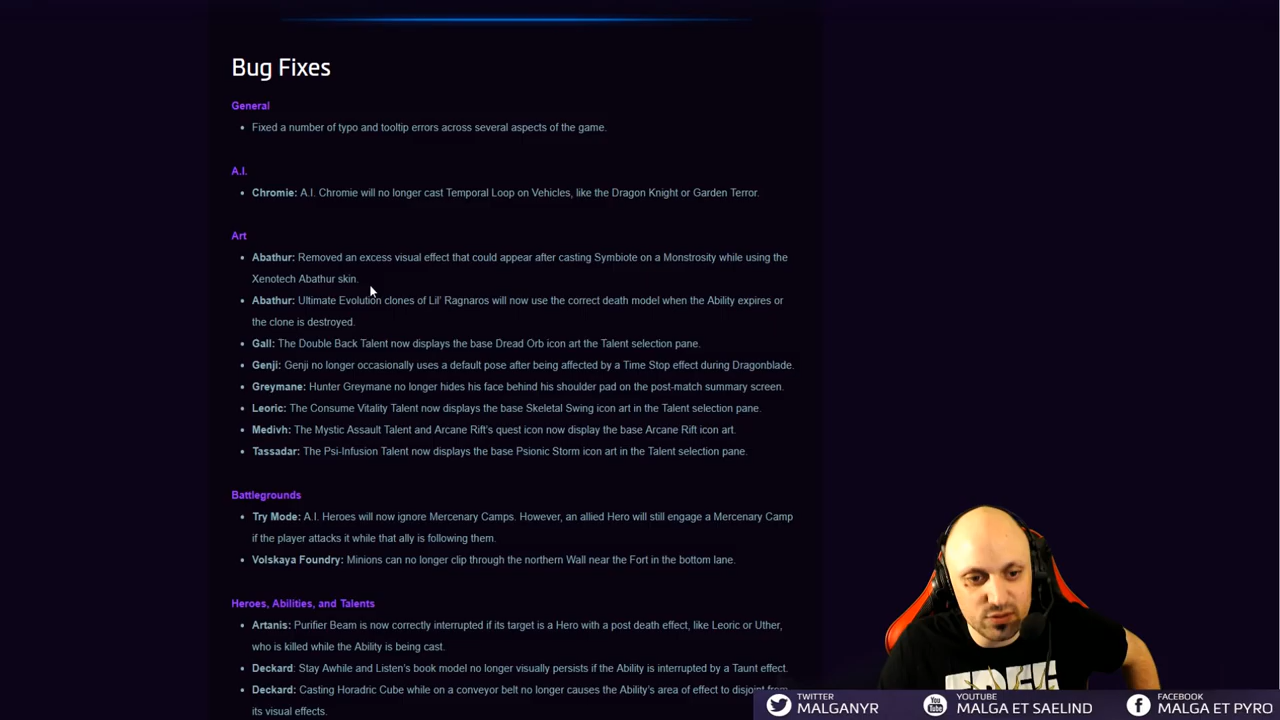 Bug Fixes
General
• Fixed a number of typo and tooltip errors across several aspects of the game.
A.I.
• Chromie: A.I. Chromie will no longer cast Temporal Loop on Vehicles, like the Dragon Knight or Garden Terror.
Art
• Abathur: Removed an excess visual effect that could appear after casting Symbiote on a Monstrosity while using the
Xenotech Abathur skin.
• Abathur: Ultimate Evolution clones of Lil' Ragnaros will now use the correct death model when the Ability expires or
the clone is destroyed.
• Gall: The Double Back Talent now displays the base Dread Orb icon art the Talent selection pane.
• Genji: Genji no longer occasionally uses a default pose after being affected by a Time Stop effect during Dragonblade.
• Greymane: Hunter Greymane no longer hides his face behind his shoulder pad on the post-match summary screen.
• Leoric: The Consume Vitality Talent now displays the base Skeletal Swing icon art in the Talent selection pane.
• Medivh: The Mystic Assault Talent and Arcane Rift's quest icon now display the base Arcane Rift icon art.
• Tassadar: The Psi-Infusion Talent now displays the base Psionic Storm icon art in the Talent selection pane.
Battlegrounds
• Try Mode: A.I. Heroes will now ignore Mercenary Camps. However, an allied Hero will still engage a Mercenary Camp
if the player attacks it while that ally is following them.
• Volskaya Foundry: Minions can no longer clip through the northern Wall near the Fort in the bottom lane.
Heroes, Abilities, and Talents
• Artanis: Purifier Beam is now correctly interrupted if its target is a Hero with a post death effect, like Leoric or Uther,
who is killed while the Ability is being cast.
• Deckard: Stay Awhile and Listen's book model no longer visually persists if the Ability is interrupted by a Taunt effect.
• Deckard: Casting Horadric Cube while on a conveyor belt no longer causes the Ability's area of effect to disjoint from
its visual effects.
TWITTER
MALGANYR
You Tube
YOUTUBE
MALGA ET SAELIND
FACEBOOK
MALGA ET PYRO